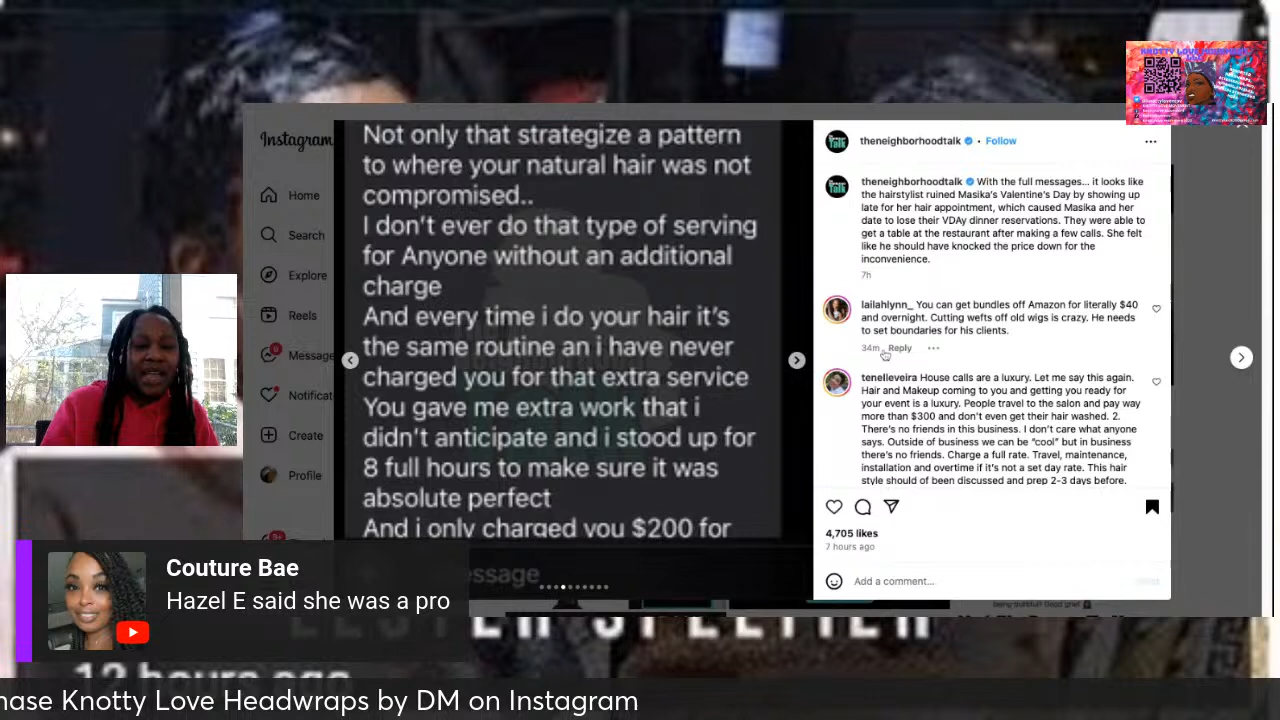 KNOTTY LOVE
Instagram
Home
Search
Explore
Reels
Message
Notificat
Create
Profile
Not only that strategize a pattern
to where your natural hair was not
compromised..
I don't ever do that type of serving
for Anyone without an additional
charge
And every time i do your hair it's
the same routine an i have never
charged you for that extra service
You gave me extra work that i
didn't anticipate and i stood up for
8 full hours to make sure it was
absolute perfect
And i only charged you $200 for
essage
theneighborhoodtalk • Follow
theneighborhoodtalk With the full messages... it looks like
the hairstylist ruined Masika's Valentine's Day by showing up
late for her hair appointment, which caused Masika and her
date to lose their VDAy dinner reservations. They were able to
get a table at the restaurant after making a few calls. She felt
like he should have knocked the price down for the
inconvenience.
7h
lailahlynn_ You can get bundles off Amazon for literally $40
and overnight. Cutting wefts off old wigs is crazy. He needs
to set boundaries for his clients.
34m Reply •••
tenelleveira House calls are a luxury. Let me say this again.
Hair and Makeup coming to you and getting you ready for
your event is a luxury. People travel to the salon and pay way
more than $300 and don't even get their hair washed. 2.
There's no friends in this business. I don't care what anyone
says. Outside of business we can be "cool" but in business
there's no friends. Charge a full rate. Travel, maintenance,
installation and overtime if it's not a set day rate. This hair
style should of been discussed and prep 2-3 days before.
4,705 likes
7 hours ago
Add a comment...
Couture Bae
Hazel E said she was a pro
12 hours ago
hase Knotty Love Headwraps by DM on Instagram